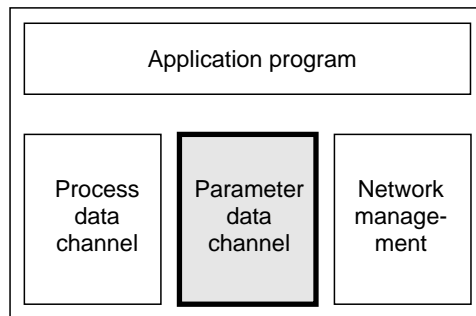 Application program
Process
data
channel
Parameter
data
channel
Network
manage-
ment